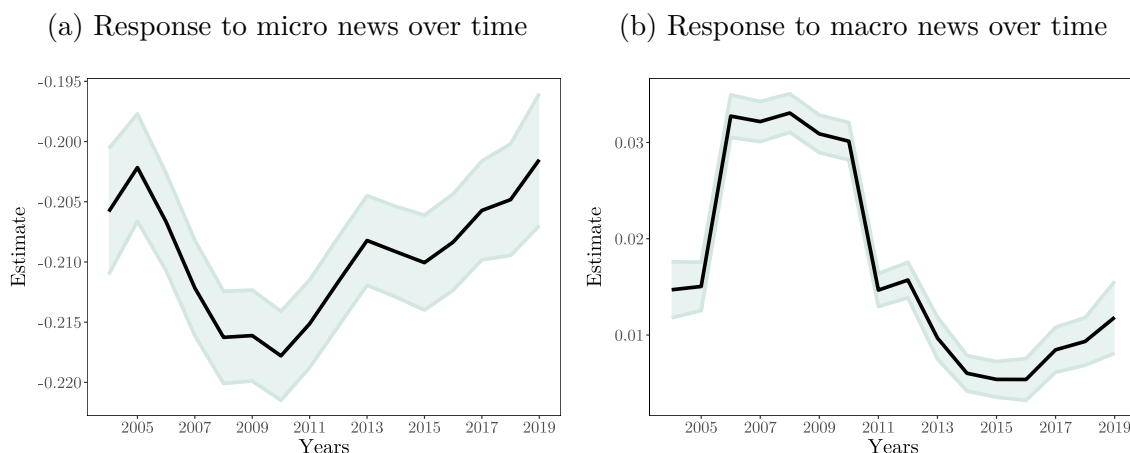 (a) Response to micro news over time
-0.195
-0.200
-0.205
-0.210
-0.215
-0.220
Estimate
2005 2007 2009 2011 2013 2015 2017 2019
Years
(b) Response to macro news over time
0.03
0.02
0.01
Estimate
2005 2007 2009 2011 2013 2015 2017 2019
Years